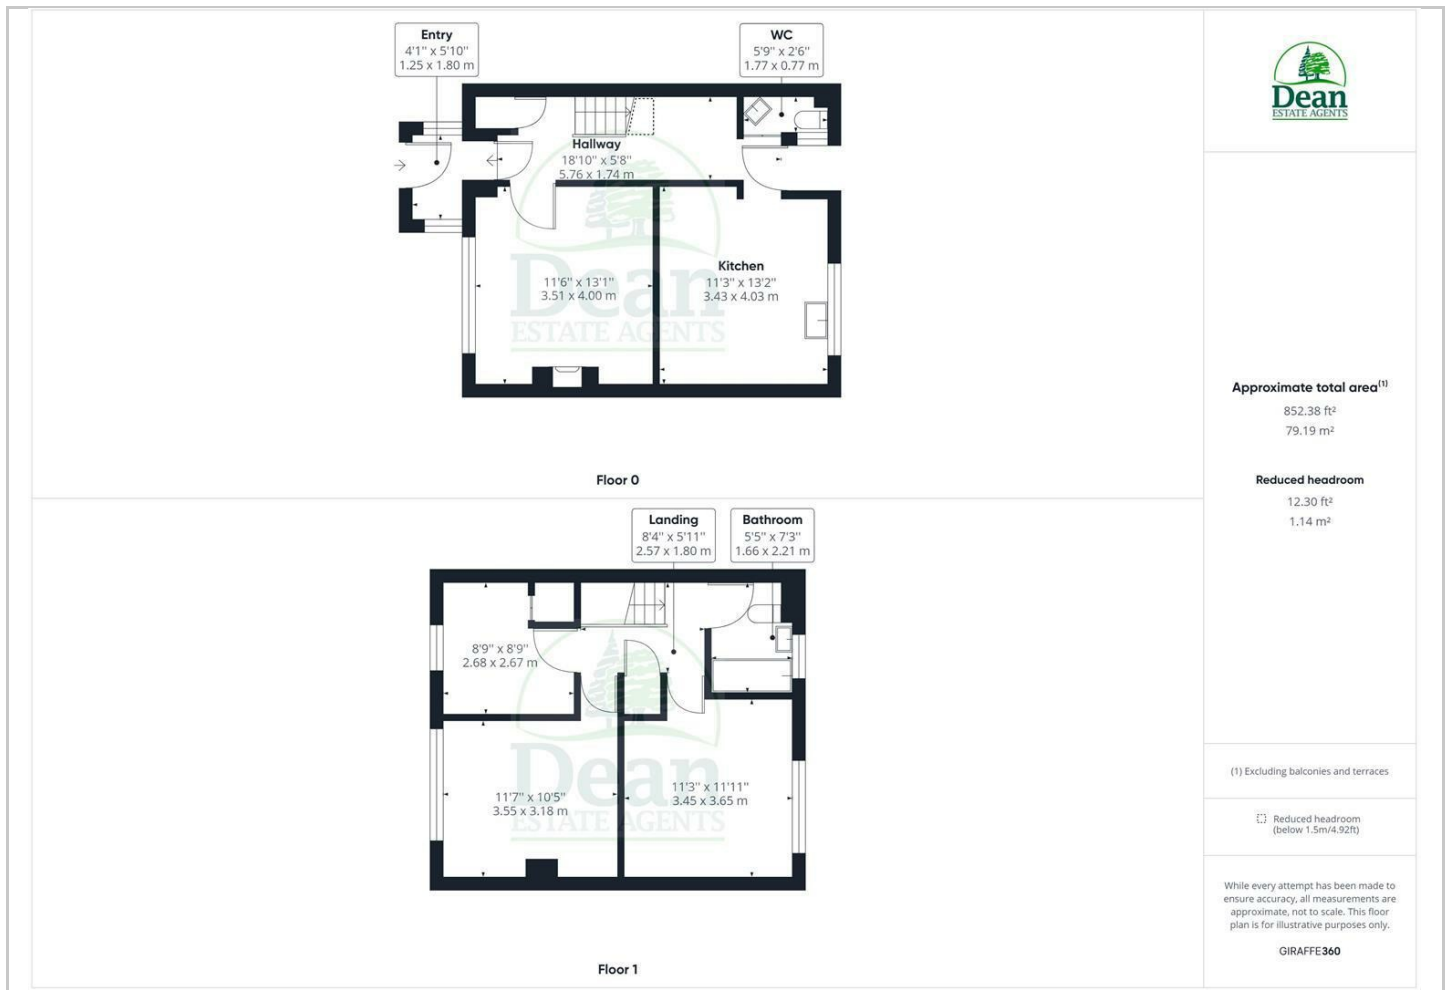 Entry
4'1" x 5'10"
1.25 x 1.80 m
WC
5'9" x 2'6"
1.77 x 0.77 m
Hallway
18'10" x 5'8"
5.76 x 1.74 m
11'6" x 13'1"
3.51 x 4.00 m
Kitchen
11'3" x 13'2"
3.43 x 4.03 m
Dean
ESTATE AGENTS
Floor 0
Landing
8'4" x 5'11"
2.57 x 1.80 m
Bathroom
5'5" x 7'3"
1.66 x 2.21 m
8'9" x 8'9"
2.68 x 2.67 m
11'7" x 10'5"
3.55 x 3.18 m
11'3" x 11'11"
3.45 x 3.65 m
Dean
ESTATE AGENTS
Floor 1
Dean
ESTATE AGENTS
Approximate total area(1)
852.38 ft²
79.19 m²
Reduced headroom
12.30 ft²
1.14 m²
(1) Excluding balconies and terraces
Reduced headroom
(below 1.5m/4.92ft)
While every attempt has been made to
ensure accuracy, all measurements are
approximate, not to scale. This floor
plan is for illustrative purposes only.
GIRAFFE360